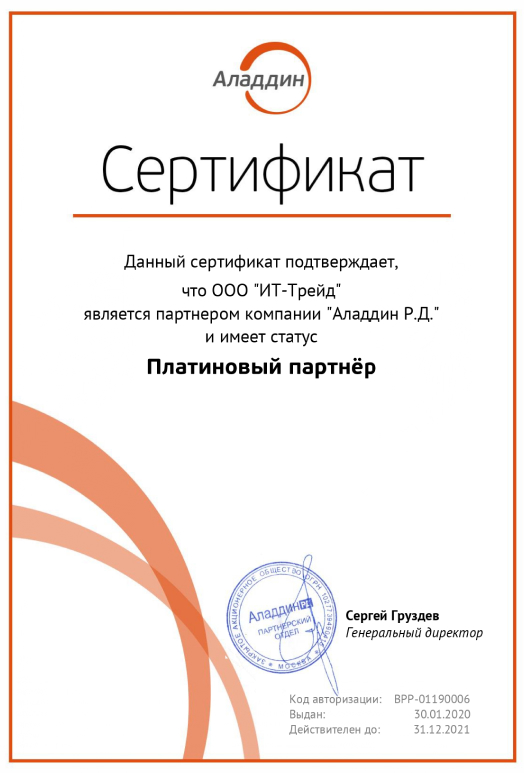 Аладдин
Сертификат
Данный сертификат подтверждает,
что ООО "ИТ-Трейд"
является партнером компании "Аладдин Р.Д."
и имеет статус
Платиновый партнёр
ЗАКРЫТОЕ АКЦИОНЕРНОЕ ОБЩЕСТВО ОГРН
Аладдин
ПАРТНЕРСКИЙ
ОТДЕЛ
МОСКВА
Сергей Груздев
Генеральный директор
Код авторизации: BPP-01190006
Выдан: 30.01.2020
Действителен до: 31.12.2021